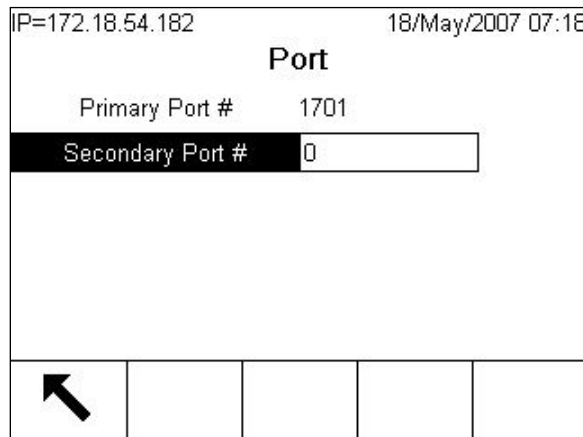 IP=172.18.54.182 18/May/2007 07:18
Port
Primary Port # 1701
Secondary Port # 0